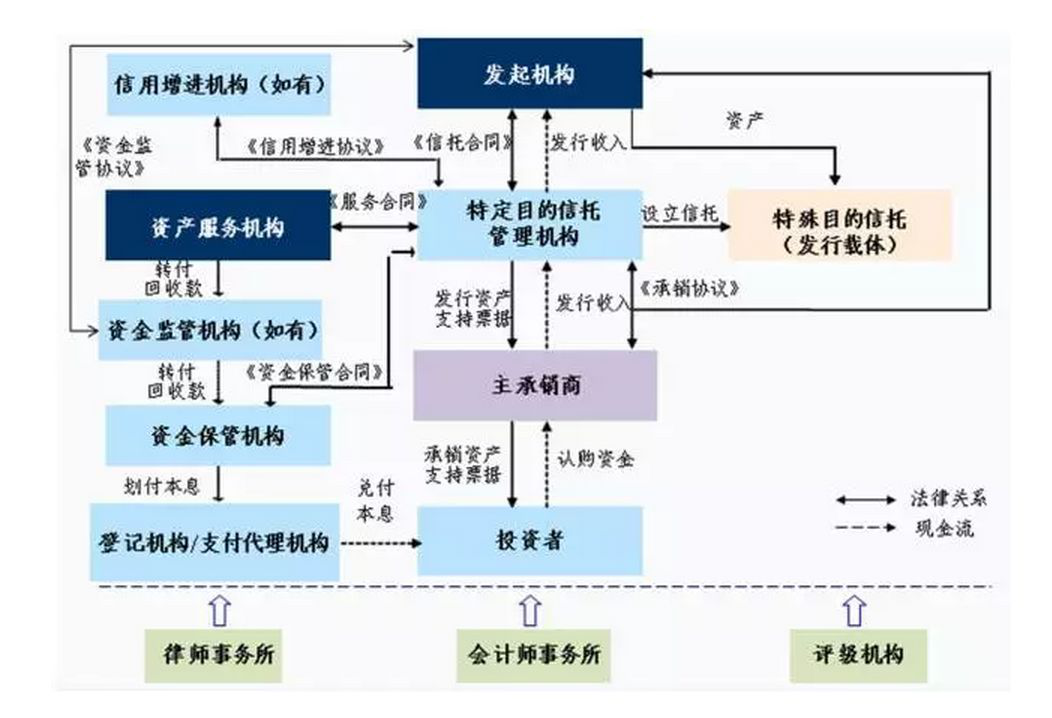 发起机构
信用增进机构（如有）
《资金监
管协议》
《信用增进协议》
《信托合同》
发行收入
资产
资产服务机构
《服务合同》
特定目的信托
管理机构
设立信托
特殊目的信托
（发行载体）
转付
回收款
发行资产
支持票据
发行收入
《承销协议》
资金监管机构（如有）
转付
回收款
《资金保管合同》
主承销商
资金保管机构
承销资产
支持票据
认购资金
划付本息
兑付
本息
法律关系
现金流
登记机构/支付代理机构
投资者
律师事务所
会计师事务所
评级机构